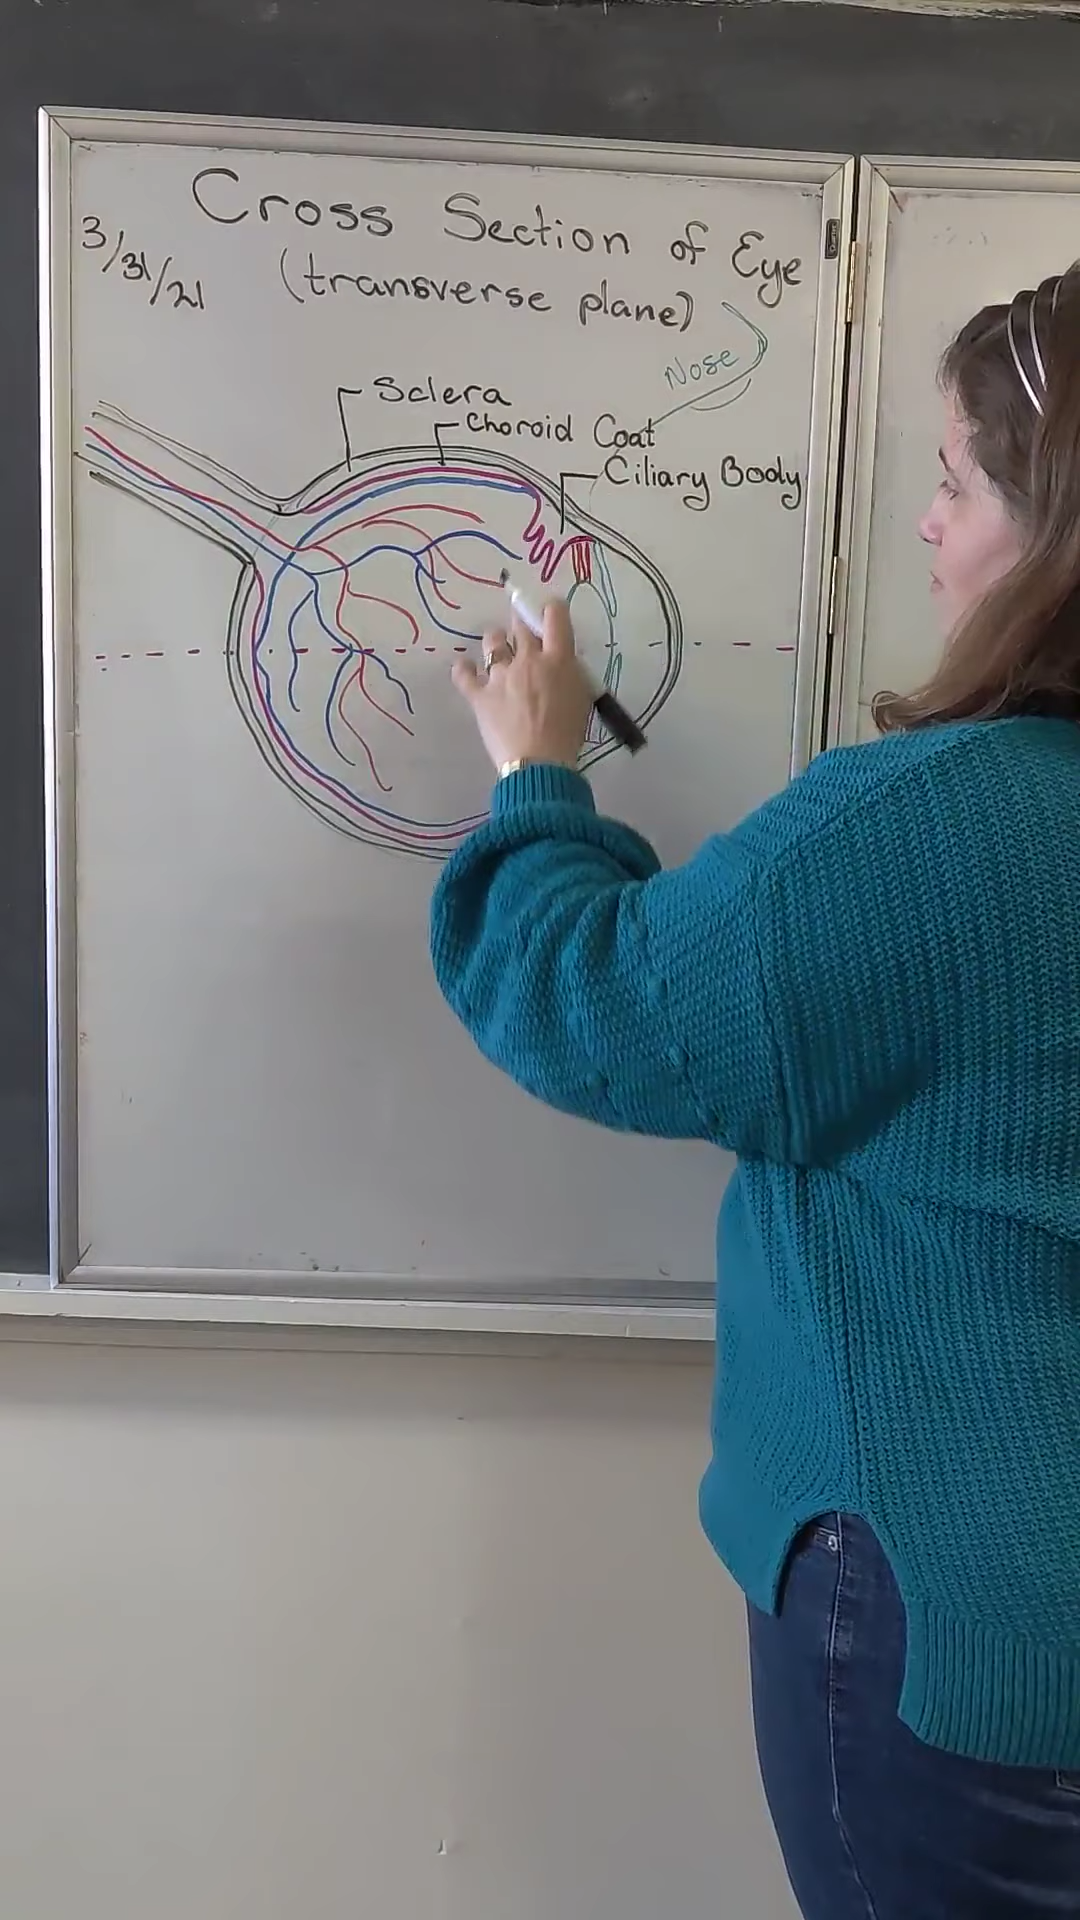 Cross Section of Eye
3/31/21
(transverse plane)
Nose
Sclera
Choroid Coat
Ciliary Body